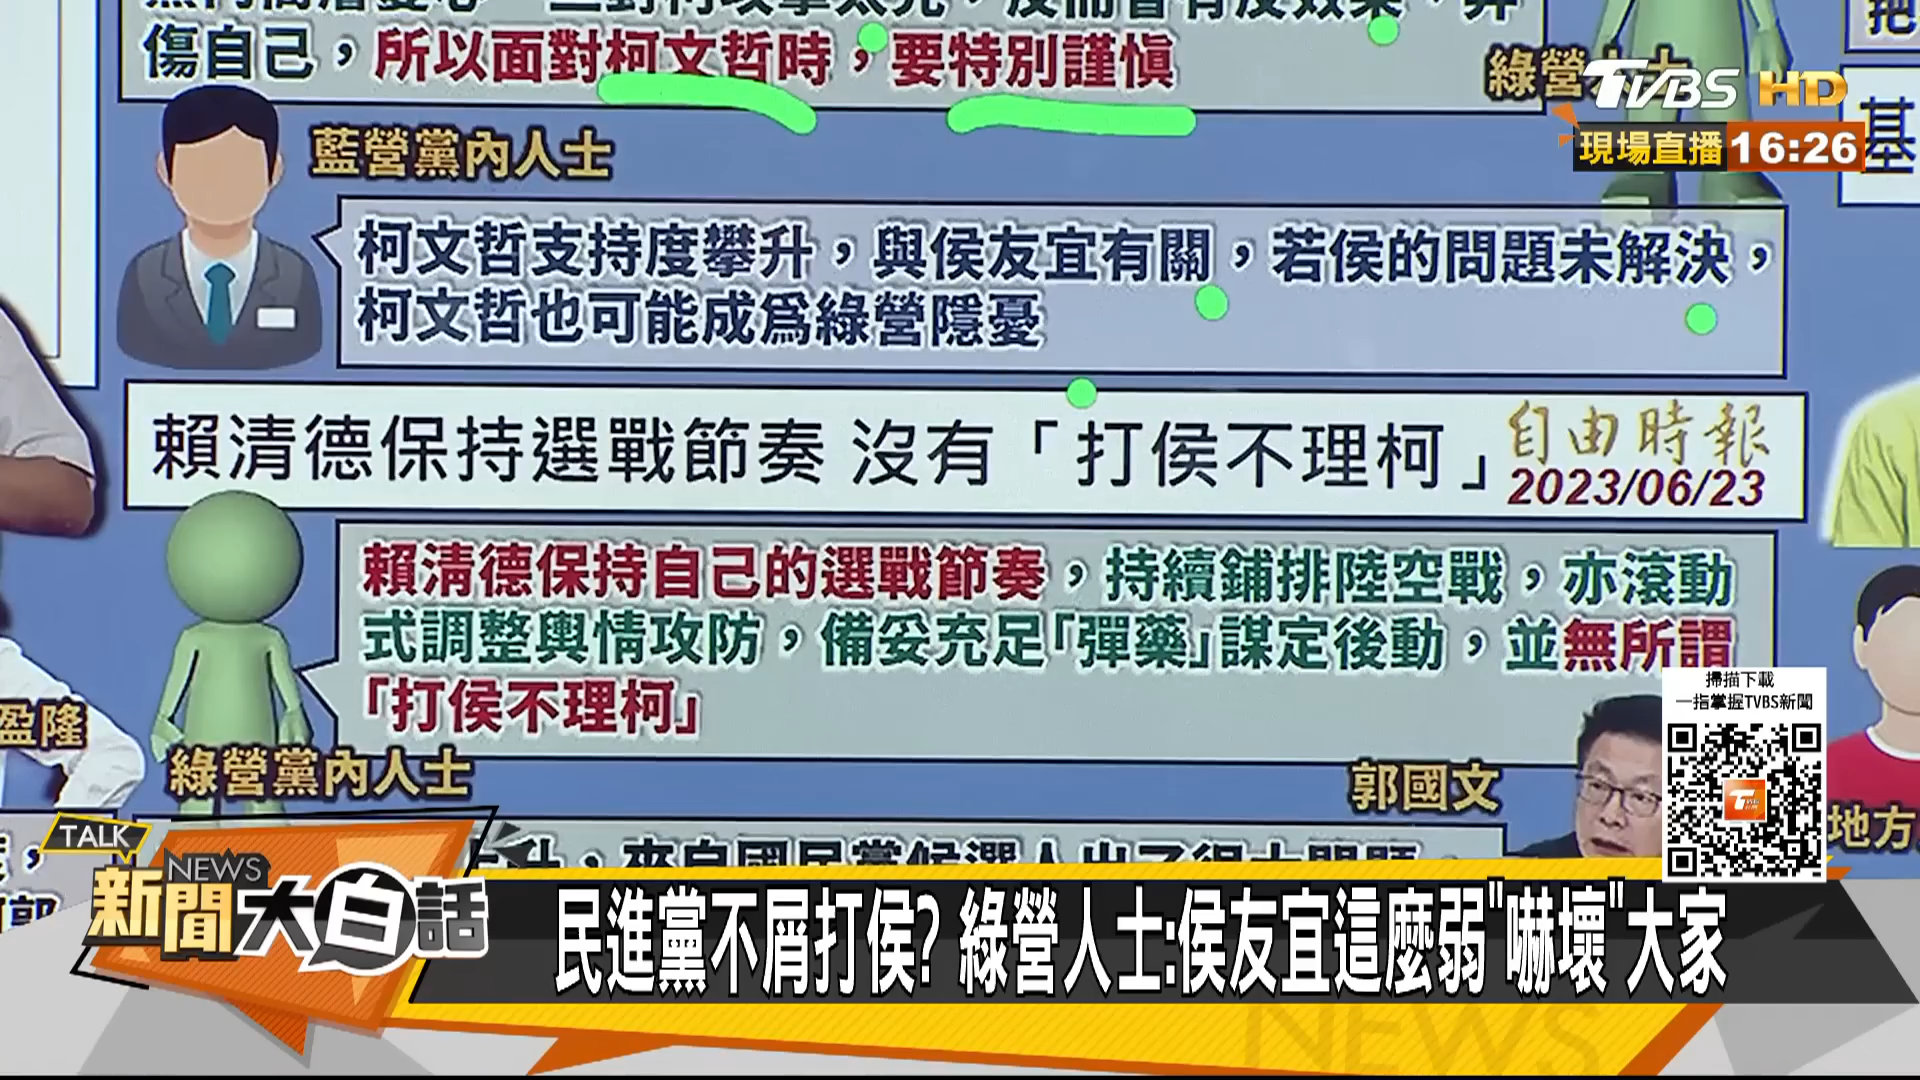 傷自己，所以面對柯文哲時，要特別謹慎
綠營人士
TVBS HD
現場直播 16:26
把
基
藍營黨內人士
柯文哲支持度攀升，與侯友宜有關，若侯的問題未解決，
柯文哲也可能成為綠營隱憂
賴清德保持選戰節奏 沒有「打侯不理柯」
自由時報
2023/06/23
賴清德保持自己的選戰節奏，持續鋪排陸空戰，亦滾動
式調整輿情攻防，備妥充足「彈藥」謀定後動，並無所謂
「打侯不理柯」
綠營黨內人士
盈隆
郭國文
掃描下載
一指掌握TVBS新聞
地方
TALK
NEWS
新聞大白話
民進黨不屑打侯? 綠營人士:侯友宜這麼弱"嚇壞"大家
NEWS